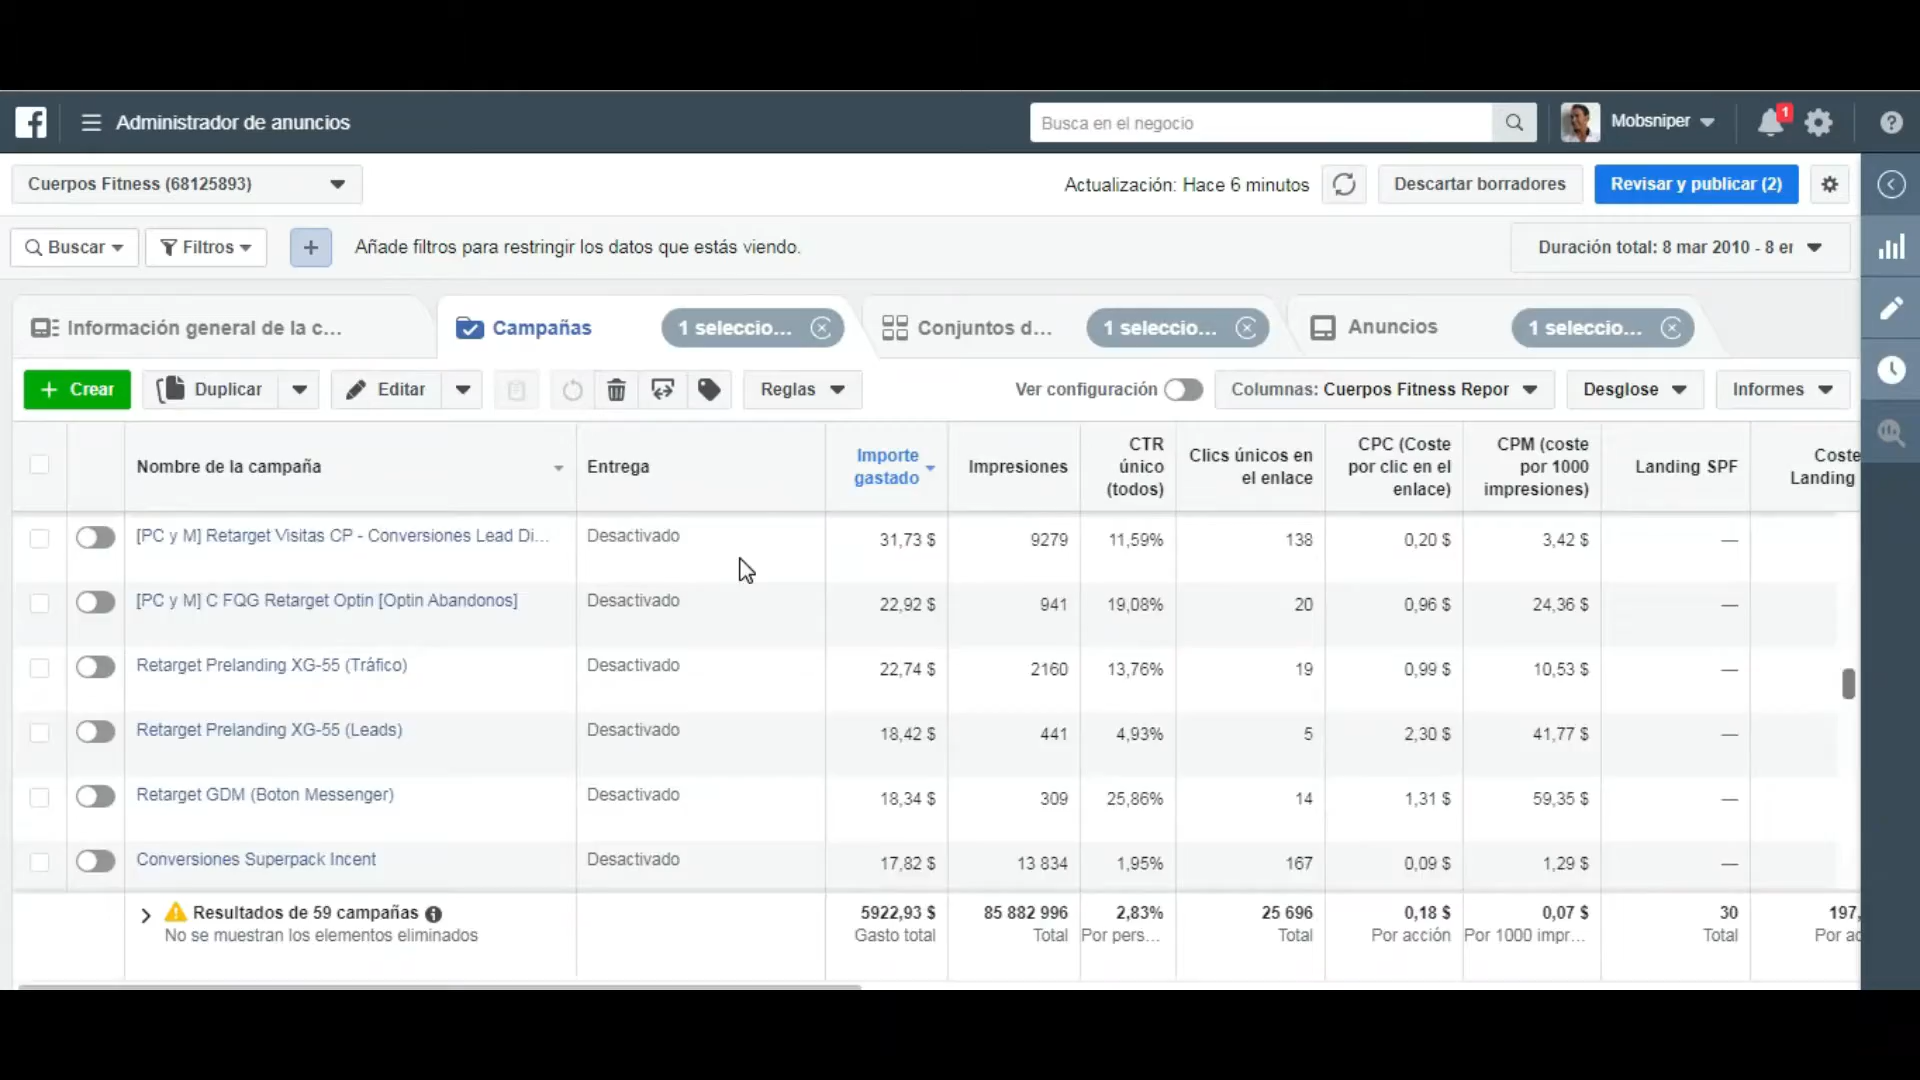 f Administrador de anuncios
Busca en el negocio
Mobsniper
1
Cuerpos Fitness (68125893)
Actualización: Hace 6 minutos
Descartar borradores
Revisar y publicar (2)
Buscar
Filtros
+
Añade filtros para restringir los datos que estás viendo.
Duración total: 8 mar 2010 - 8 er
Información general de la c...
Campañas
1 seleccio...
Conjuntos d...
1 seleccio...
Anuncios
1 seleccio...
+ Crear
Duplicar
Editar
Reglas
Ver configuración
Columnas: Cuerpos Fitness Repor
Desglose
Informes
Nombre de la campaña
Entrega
Importe
gastado
Impresiones
CTR
único
(todos)
Clics únicos en
el enlace
CPC (Coste
por clic en el
enlace)
CPM (coste
por 1000
impresiones)
Landing SPF
Coste
Landing
[PC y M] Retarget Visitas CP - Conversiones Lead Di... Desactivado 31,73 $ 9279 11,59% 138 0,20 $ 3,42 $ —
[PC y M] C FQG Retarget Optin [Optin Abandonos] Desactivado 22,92 $ 941 19,08% 20 0,96 $ 24,36 $ —
Retarget Prelanding XG-55 (Tráfico) Desactivado 22,74 $ 2160 13,76% 19 0,99 $ 10,53 $ —
Retarget Prelanding XG-55 (Leads) Desactivado 18,42 $ 441 4,93% 5 2,30 $ 41,77 $ —
Retarget GDM (Boton Messenger) Desactivado 18,34 $ 309 25,86% 14 1,31 $ 59,35 $ —
Conversiones Superpack Incent Desactivado 17,82 $ 13 834 1,95% 167 0,09 $ 1,29 $ —
Resultados de 59 campañas 5922,93 $ 85 882 996 2,83% 25 696 0,18 $ 0,07 $ 30 197,
No se muestran los elementos eliminados Gasto total Total Por pers... Total Por acción Por 1000 impr... Total Por ac